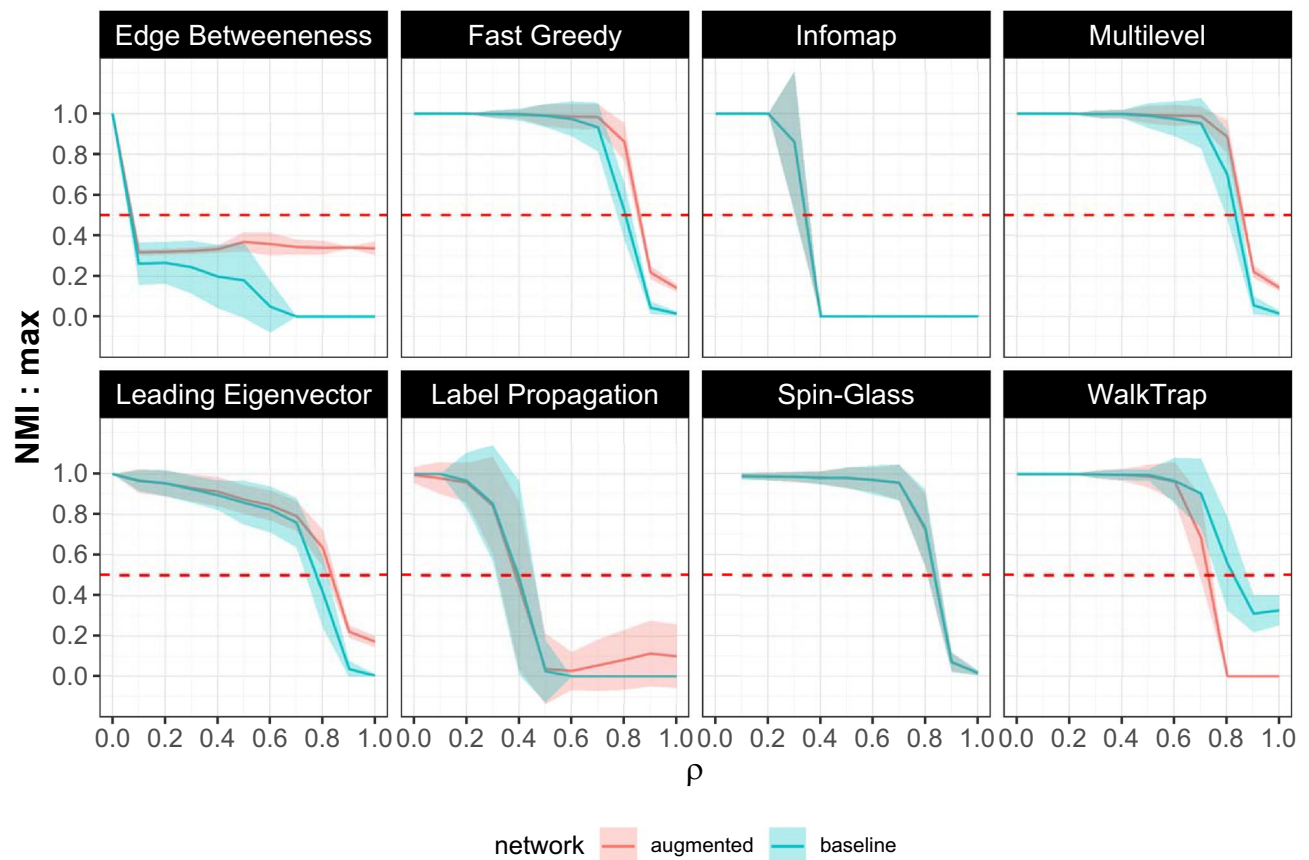 Edge Betweeneness Fast Greedy Infomap Multilevel
1.0
0.8
0.6
0.4
0.2
0.0
NMI : max
Leading Eigenvector Label Propagation Spin-Glass WalkTrap
1.0
0.8
0.6
0.4
0.2
0.0
0.0 0.2 0.4 0.6 0.8 1.0 0.0 0.2 0.4 0.6 0.8 1.0 0.0 0.2 0.4 0.6 0.8 1.0 0.0 0.2 0.4 0.6 0.8 1.0
ρ
network augmented baseline